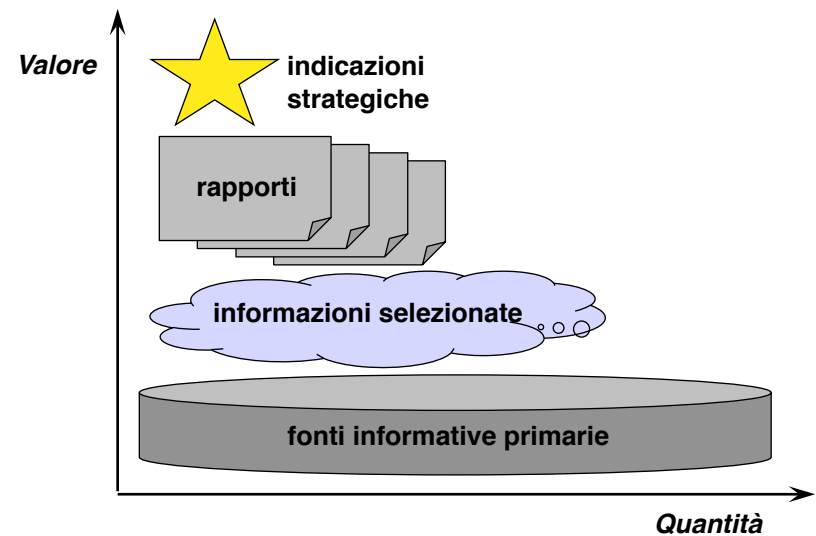 Valore
indicazioni
strategiche
rapporti
informazioni selezionate
fonti informative primarie
Quantità